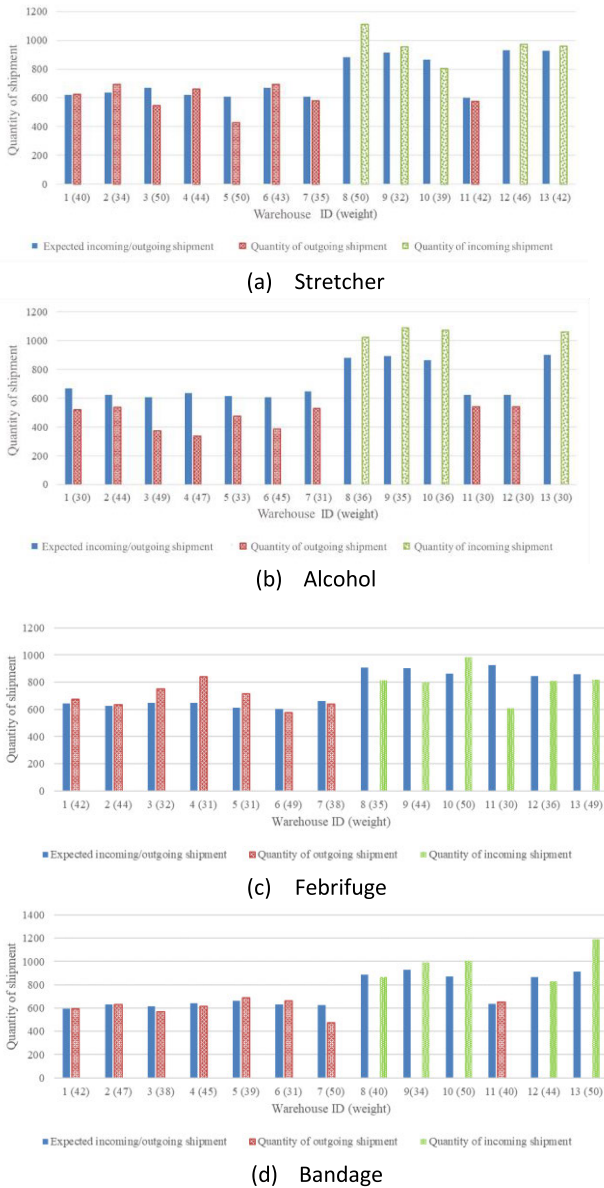 1200
1000
800
600
400
200
0
Quantity of shipment
1 (40) 2 (34) 3 (50) 4 (44) 5 (50) 6 (43) 7 (35) 8 (50) 9 (32) 10 (39) 11 (42) 12 (46) 13 (42)
Warehouse ID (weight)
Expected incoming/outgoing shipment Quantity of outgoing shipment Quantity of incoming shipment
(a) Stretcher
1200
1000
800
600
400
200
0
Quantity of shipment
1 (30) 2 (44) 3 (49) 4 (47) 5 (33) 6 (45) 7 (31) 8 (36) 9 (35) 10 (36) 11 (30) 12 (30) 13 (30)
Warehouse ID (weight)
Expected incoming/outgoing shipment Quantity of outgoing shipment Quantity of incoming shipment
(b) Alcohol
1200
1000
800
600
400
200
0
Quantity of shipment
1 (42) 2 (44) 3 (32) 4 (31) 5 (31) 6 (49) 7 (38) 8 (35) 9 (44) 10 (50) 11 (30) 12 (36) 13 (49)
Warehouse ID (weight)
Expected incoming/outgoing shipment Quantity of outgoing shipment Quantity of incoming shipment
(c) Febrifuge
1400
1200
1000
800
600
400
200
0
Quantity of shipment
1 (42) 2 (47) 3 (38) 4 (45) 5 (39) 6 (31) 7 (50) 8 (40) 9(34) 10 (50) 11 (40) 12 (44) 13 (50)
Warehouse ID (weight)
Expected incoming/outgoing shipment Quantity of outgoing shipment Quantity of incoming shipment
(d) Bandage